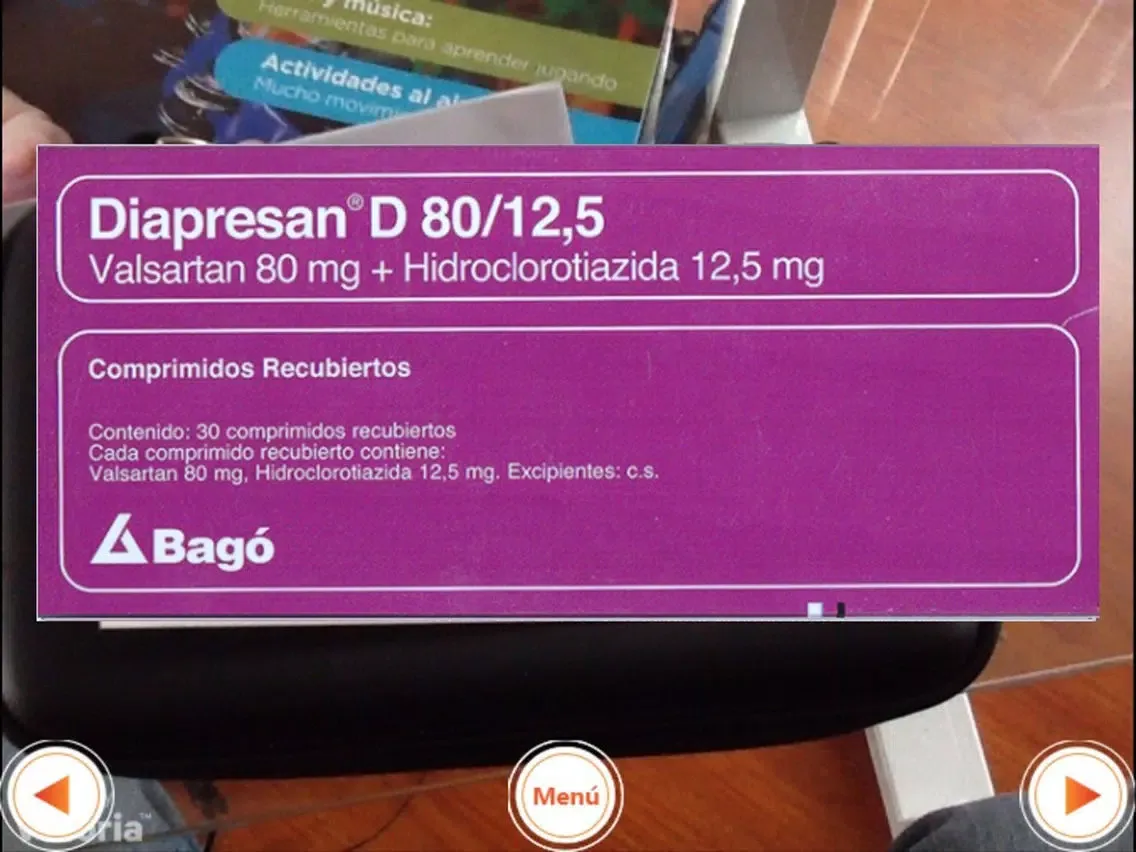 y música:
Herramientas para aprender jugando
Actividades al
Mucho
Diapresan® D 80/12,5
Valsartan 80 mg + Hidroclorotiazida 12,5 mg
Comprimidos Recubiertos
Contenido: 30 comprimidos recubiertos
Cada comprimido recubierto contiene:
Valsartan 80 mg, Hidroclorotiazida 12,5 mg. Excipientes: c.s.
Bagó
Menú